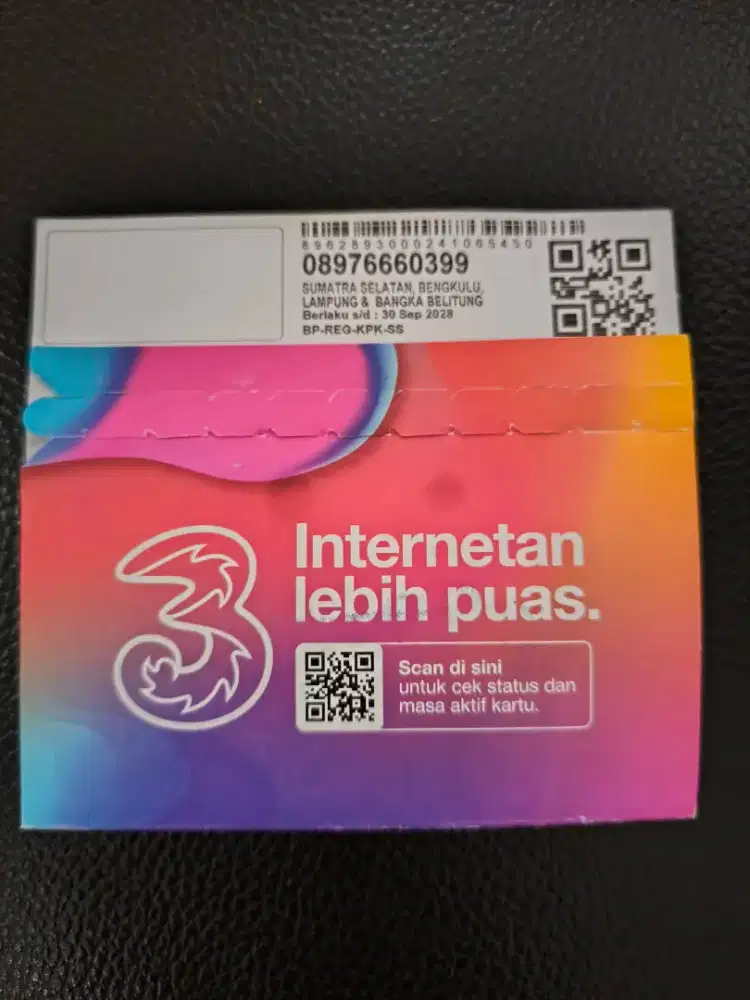 8962893000241065450
08976660399
SUMATRA SELATAN, BENGKULU,
LAMPUNG & BANGKA BELITUNG
Berlaku s/d : 30 Sep 2028
BP-REG-KPK-SS
3
Internetan
lebih puas.
Scan di sini
untuk cek status dan
masa aktif kartu.